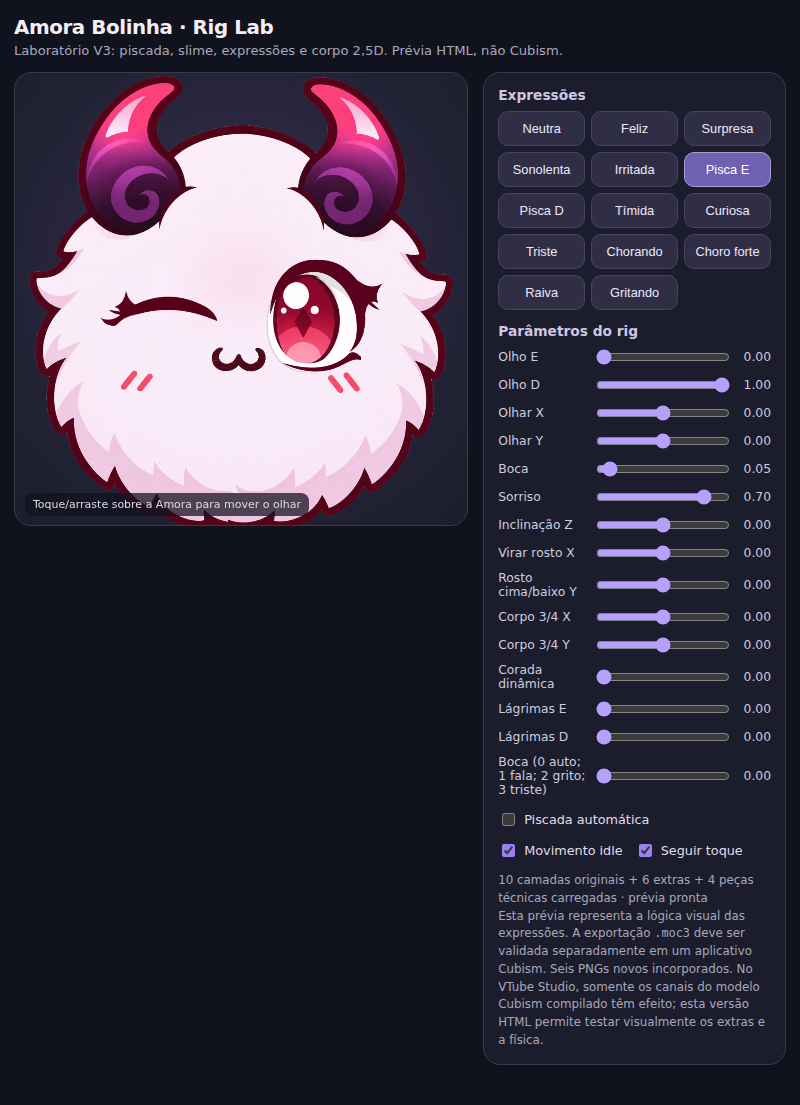 Amora Bolinha · Rig Lab
Laboratório V3: piscada, slime, expressões e corpo 2,5D. Prévia HTML, não Cubism.
Toque/arraste sobre a Amora para mover o olhar
Expressões
Neutra
Feliz
Surpresa
Sonolenta
Irritada
Pisca E
Pisca D
Tímida
Curiosa
Triste
Chorando
Choro forte
Raiva
Gritando
Parâmetros do rig
Olho E 0.00
Olho D 1.00
Olhar X 0.00
Olhar Y 0.00
Boca 0.05
Sorriso 0.70
Inclinação Z 0.00
Virar rosto X 0.00
Rosto
cima/baixo Y 0.00
Corpo 3/4 X 0.00
Corpo 3/4 Y 0.00
Corada
dinâmica 0.00
Lágrimas E 0.00
Lágrimas D 0.00
Boca (0 auto;
1 fala; 2 grito; 0.00
3 triste)
Piscada automática
Movimento idle
Seguir toque
10 camadas originais + 6 extras + 4 peças
técnicas carregadas · prévia pronta
Esta prévia representa a lógica visual das
expressões. A exportação .moc3 deve ser
validada separadamente em um aplicativo
Cubism. Seis PNGs novos incorporados. No
VTube Studio, somente os canais do modelo
Cubism compilado têm efeito; esta versão
HTML permite testar visualmente os extras e
a física.